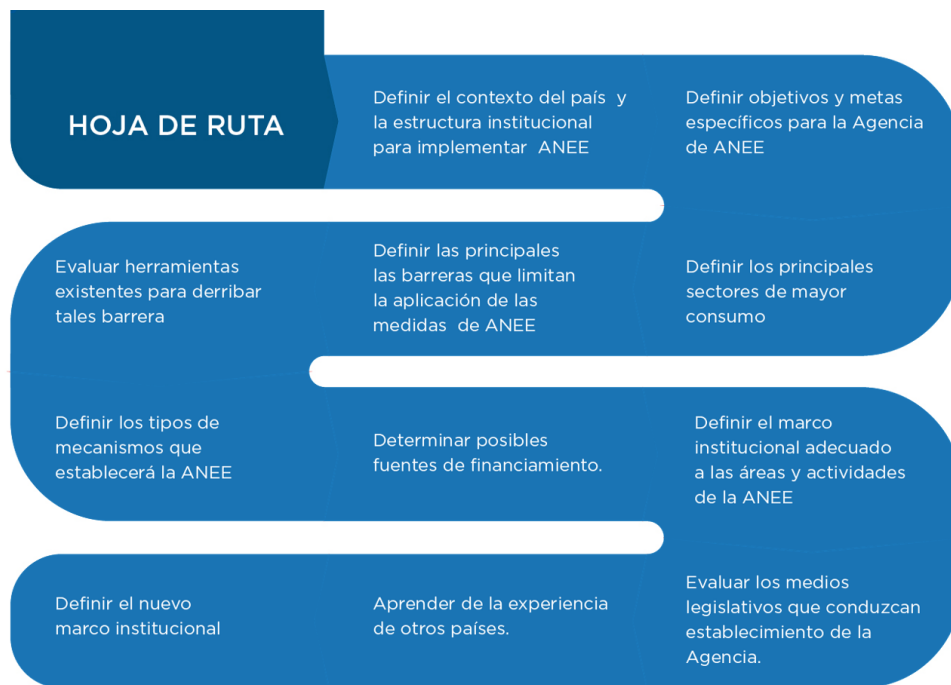 HOJA DE RUTA
Definir el contexto del país y
la estructura institucional
para implementar ANEE
Definir objetivos y metas
específicos para la Agencia
de ANEE
Definir los principales
sectores de mayor
consumo
Definir las principales
las barreras que limitan
la aplicación de las
medidas de ANEE
Evaluar herramientas
existentes para derribar
tales barrera
Definir los tipos de
mecanismos que
establecerá la ANEE
Determinar posibles
fuentes de financiamiento.
Definir el marco
institucional adecuado
a las áreas y actividades
de la ANEE
Evaluar los medios
legislativos que conduzcan
establecimiento de la
Agencia.
Aprender de la experiencia
de otros países.
Definir el nuevo
marco institucional